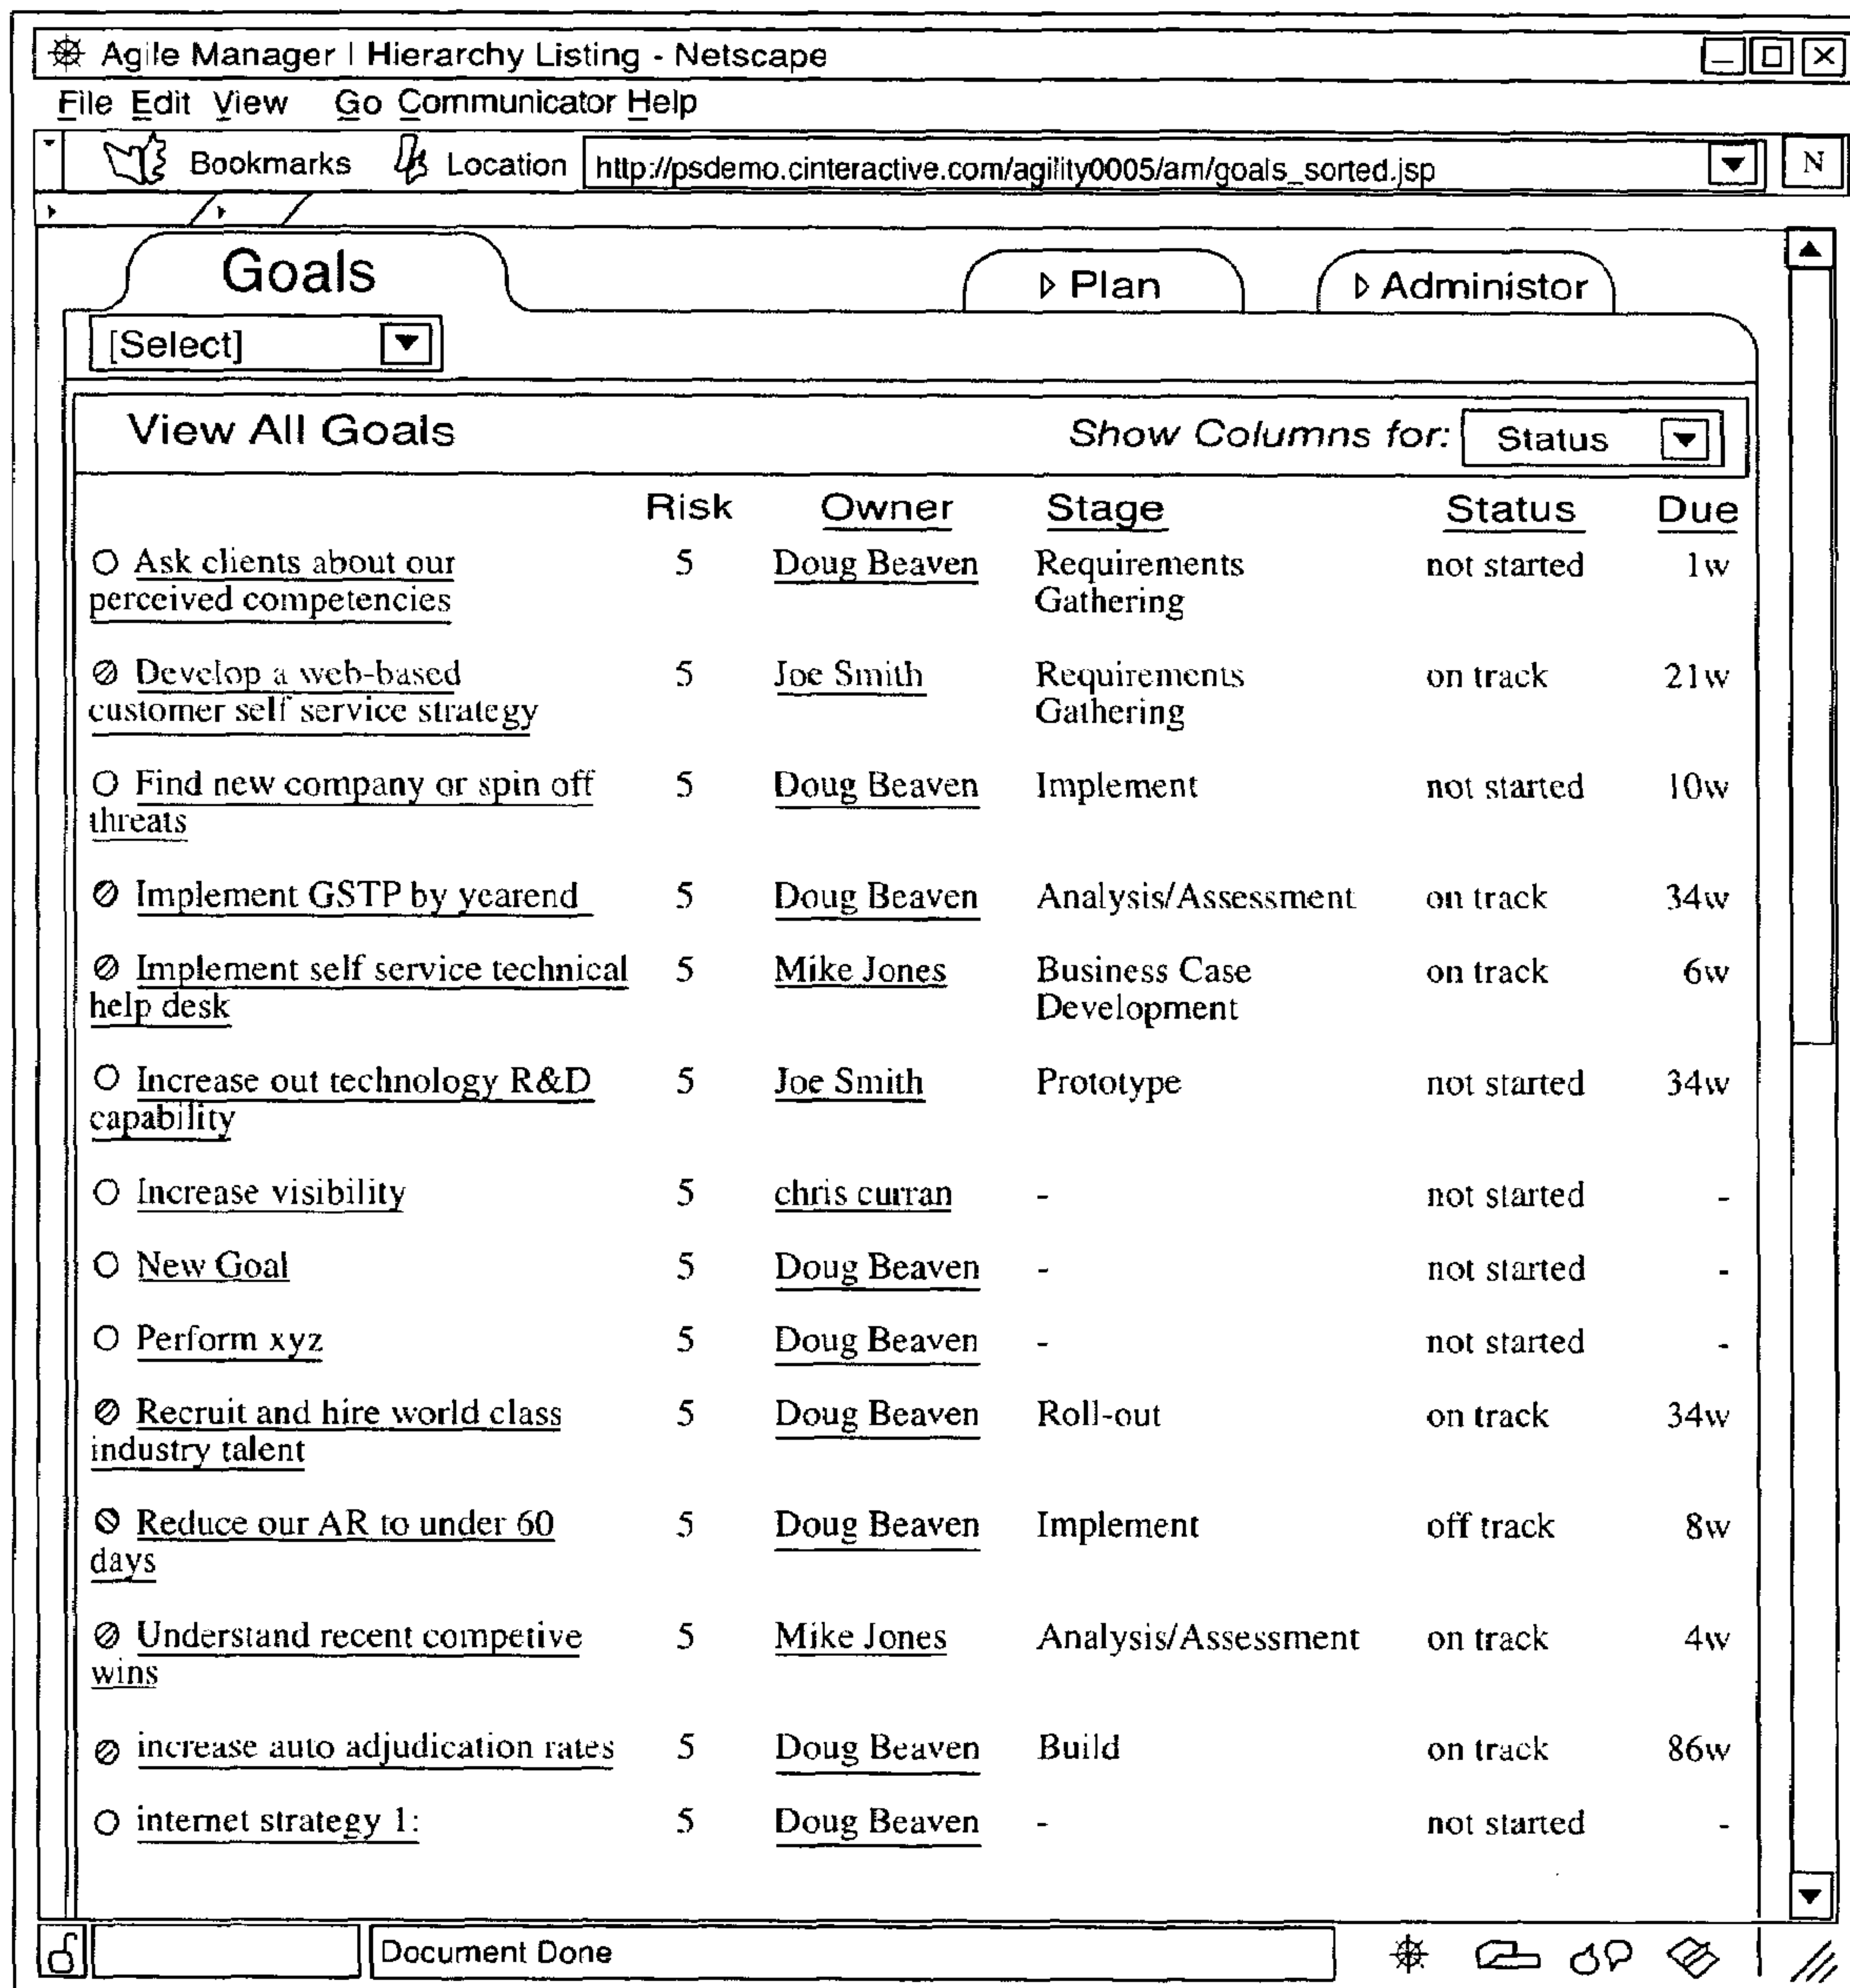 Agile Manager | Hierarchy Listing - Netscape
File Edit View Go Communicator Help
Bookmarks Location http://psdemo.cinteractive.com/agility0005/am/goals_sorted.jsp N
Goals Plan Administor
[Select]
View All Goals Show Columns for: Status
Risk Owner Stage Status Due
Ask clients about our 5 Doug Beaven Requirements not started 1w
perceived competencies Gathering
Develop a web-based 5 Joe Smith Requirements on track 21w
customer self service strategy Gathering
Find new company or spin off 5 Doug Beaven Implement not started 10w
threats
Implement GSTP by yearend 5 Doug Beaven Analysis/Assessment on track 34w
Implement self service technical 5 Mike Jones Business Case on track 6w
help desk Development
Increase out technology R&D 5 Joe Smith Prototype not started 34w
capability
Increase visibility 5 chris curran - not started -
New Goal 5 Doug Beaven - not started -
Perform xyz 5 Doug Beaven - not started -
Recruit and hire world class 5 Doug Beaven Roll-out on track 34w
industry talent
Reduce our AR to under 60 5 Doug Beaven Implement off track 8w
days
Understand recent competive 5 Mike Jones Analysis/Assessment on track 4w
wins
increase auto adjudication rates 5 Doug Beaven Build on track 86w
internet strategy 1: 5 Doug Beaven - not started -
Document Done